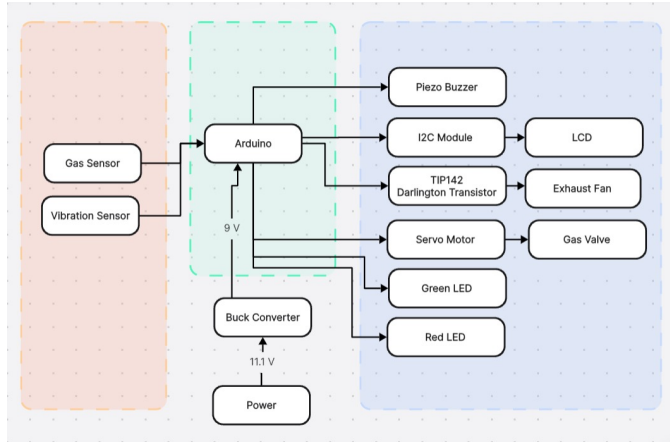 Gas Sensor
Vibration Sensor
Arduino
9 V
Buck Converter
11.1 V
Power
Piezo Buzzer
I2C Module
LCD
TIP142
Darlington Transistor
Exhaust Fan
Servo Motor
Gas Valve
Green LED
Red LED